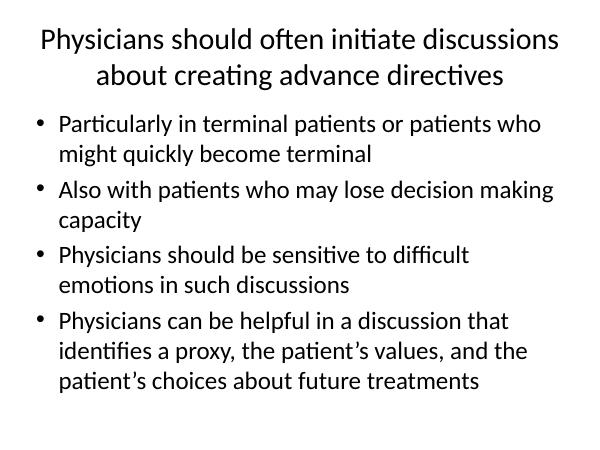 Physicians should often initiate discussions
about creating advance directives
• Particularly in terminal patients or patients who
might quickly become terminal
• Also with patients who may lose decision making
capacity
• Physicians should be sensitive to difficult
emotions in such discussions
• Physicians can be helpful in a discussion that
identifies a proxy, the patient’s values, and the
patient’s choices about future treatments